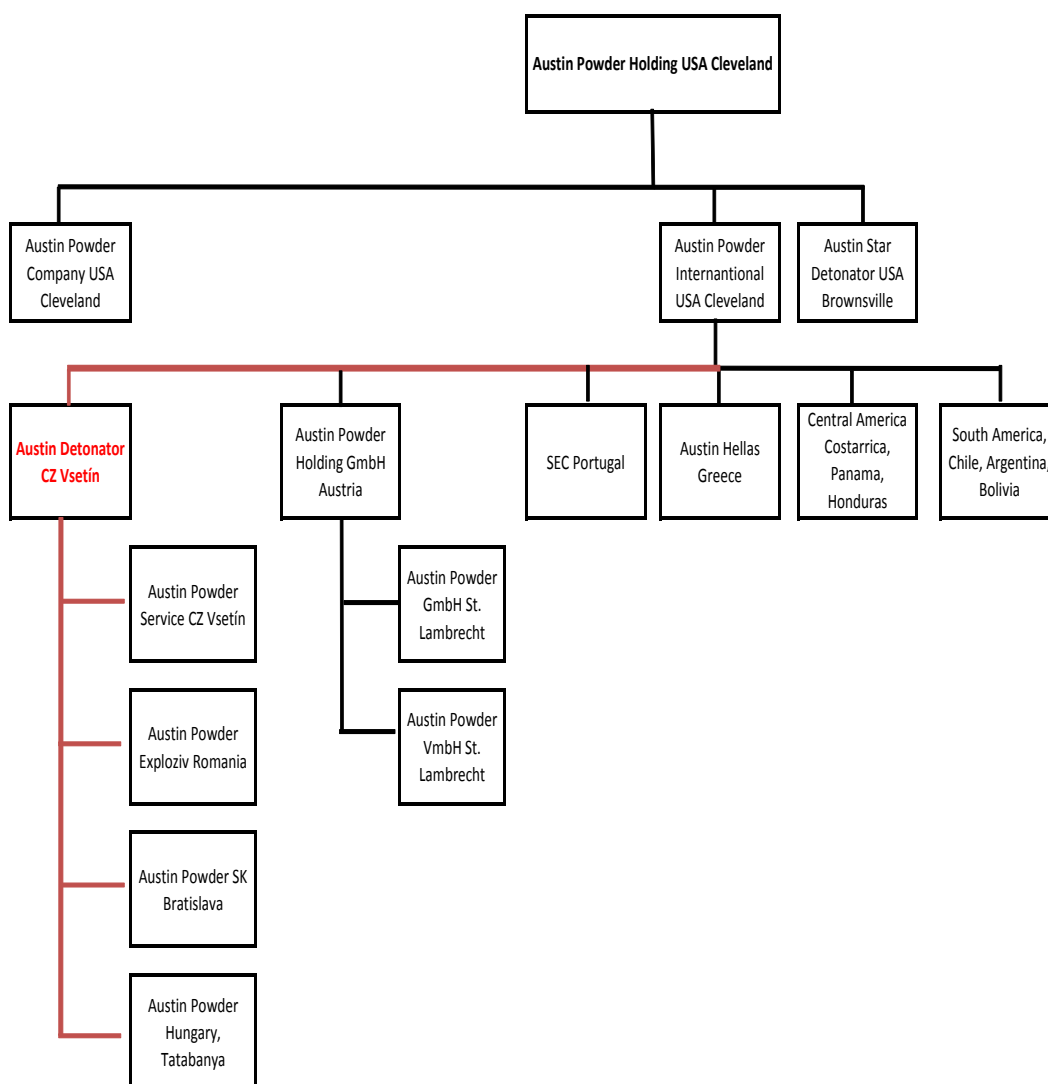 Austin Powder Holding USA Cleveland
Austin Powder
Company USA
Cleveland
Austin Powder
Internantional
USA Cleveland
Austin Star
Detonator USA
Brownsville
Austin Detonator
CZ Vsetín
Austin Powder
Holding GmbH
Austria
SEC Portugal
Austin Hellas
Greece
Central America
Costarrica,
Panama,
Honduras
South America,
Chile, Argentina,
Bolivia
Austin Powder
Service CZ Vsetín
Austin Powder
GmbH St.
Lambrecht
Austin Powder
Exploziv Romania
Austin Powder
VmbH St.
Lambrecht
Austin Powder SK
Bratislava
Austin Powder
Hungary,
Tatabanya